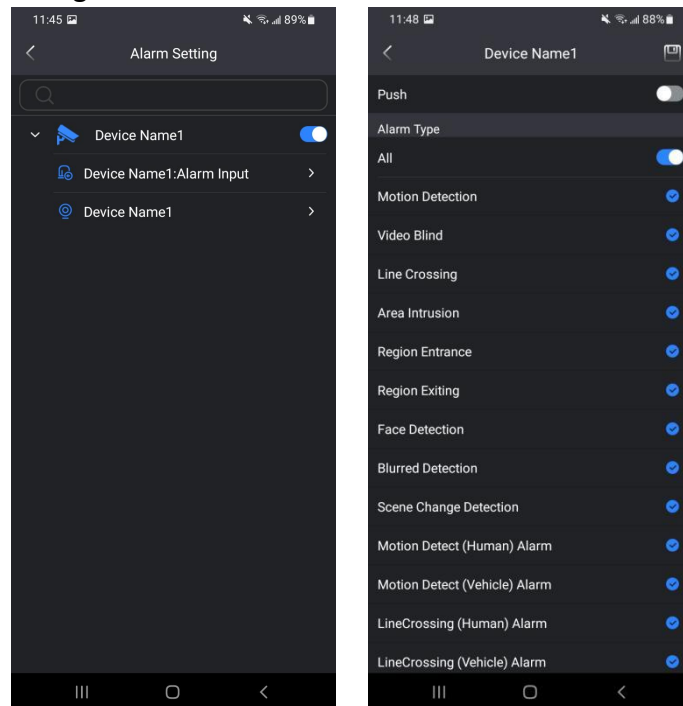 11:45 89%
Alarm Setting
Device Name1
Device Name1:Alarm Input
Device Name1
11:48 88%
Device Name1
Push
Alarm Type
All
Motion Detection
Video Blind
Line Crossing
Area Intrusion
Region Entrance
Region Exiting
Face Detection
Blurred Detection
Scene Change Detection
Motion Detect (Human) Alarm
Motion Detect (Vehicle) Alarm
LineCrossing (Human) Alarm
LineCrossing (Vehicle) Alarm